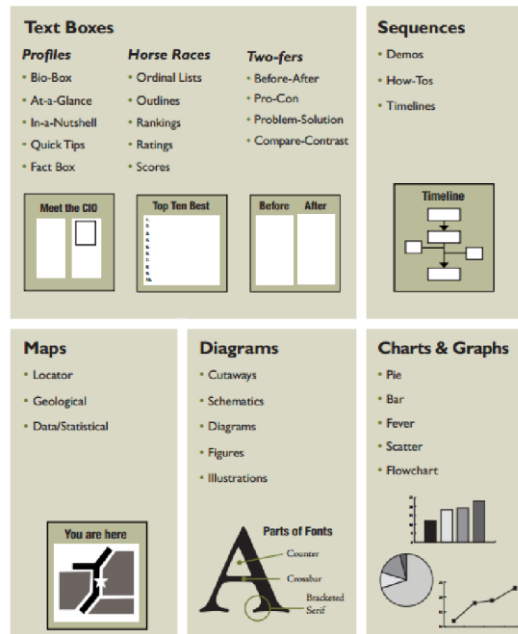 Text Boxes
Profiles
• Bio-Box
• At-a-Glance
• In-a-Nutshell
• Quick Tips
• Fact Box
Horse Races
• Ordinal Lists
• Outlines
• Rankings
• Ratings
• Scores
Two-fers
• Before-After
• Pro-Con
• Problem-Solution
• Compare-Contrast
Meet the CIO
Top Ten Best
Before After
Sequences
• Demos
• How-Tos
• Timelines
Timeline
Maps
• Locator
• Geological
• Data/Statistical
You are here
Diagrams
• Cutaways
• Schematics
• Diagrams
• Figures
• Illustrations
Parts of Fonts
A
Counter
Crossbar
Bracketed
Serif
Charts & Graphs
• Pie
• Bar
• Fever
• Scatter
• Flowchart